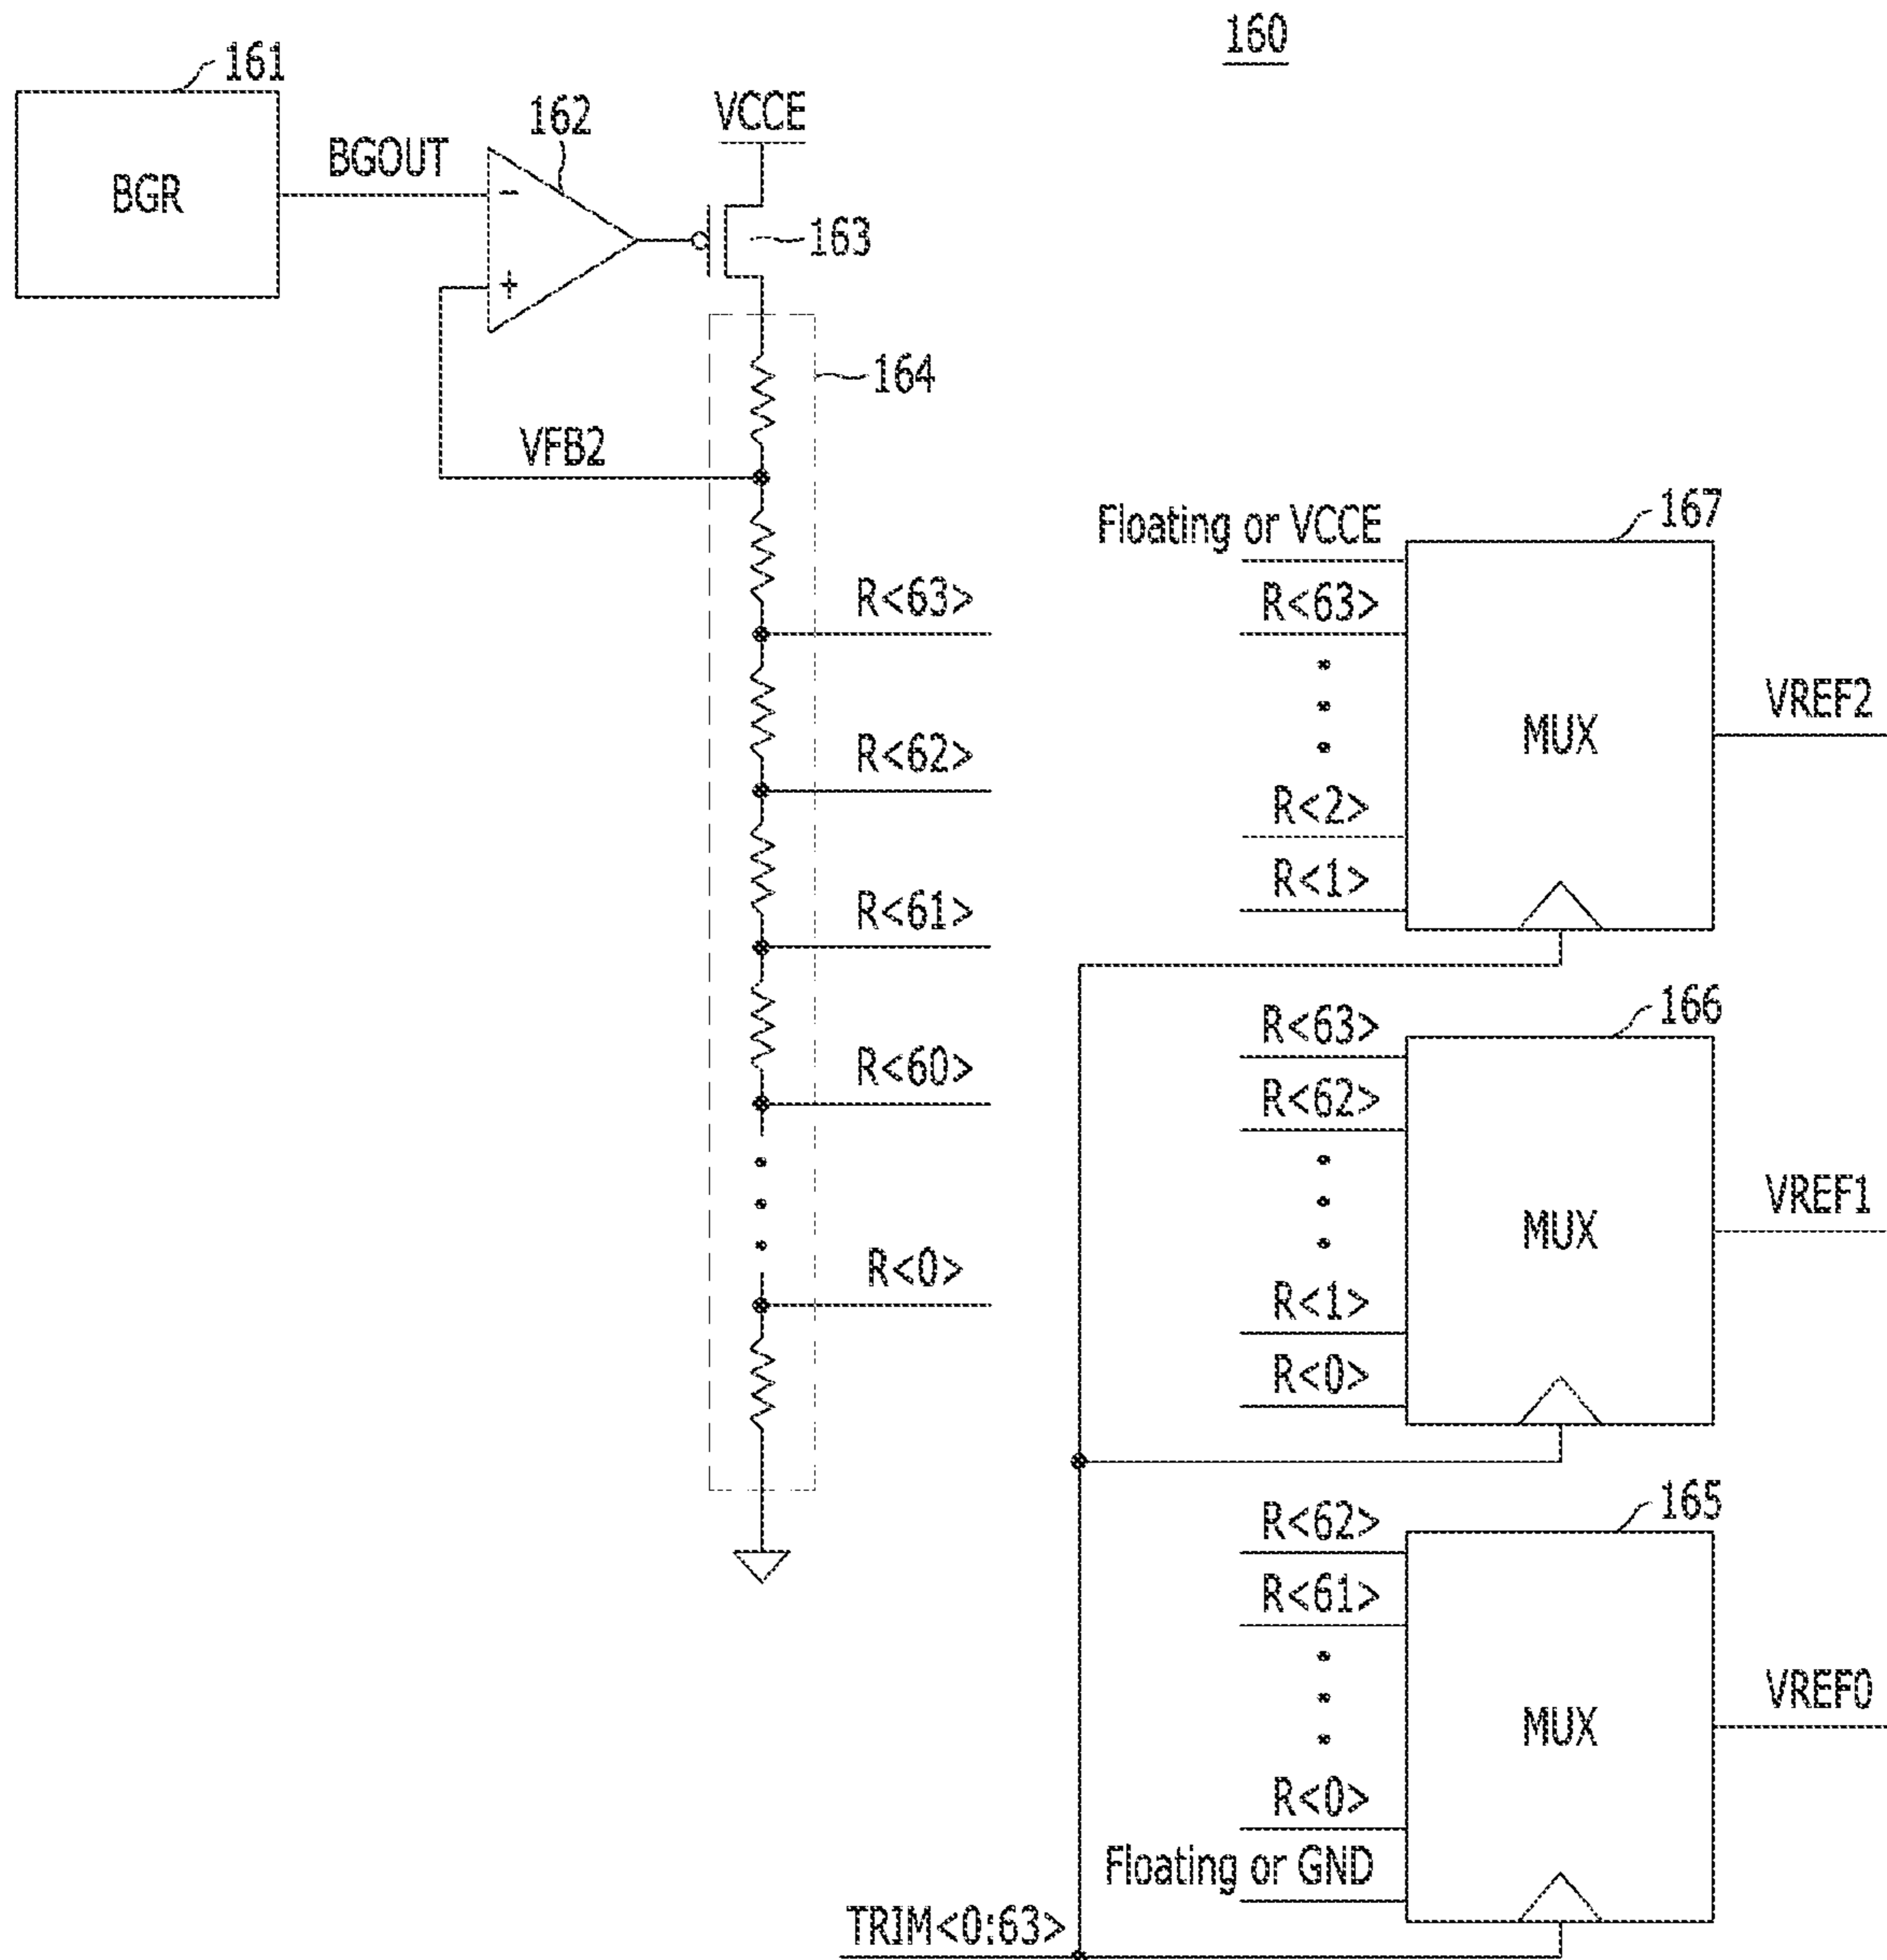 160
161
BGR
BGOUT
162
-
+
VCCE
163
164
VFB2
R<63>
R<62>
R<61>
R<60>
R<0>
167
Floating or VCCE
R<63>
R<2>
R<1>
MUX
VREF2
166
R<63>
R<62>
R<1>
R<0>
MUX
VREF1
165
R<62>
R<61>
R<0>
Floating or GND
MUX
VREF0
TRIM<0:63>